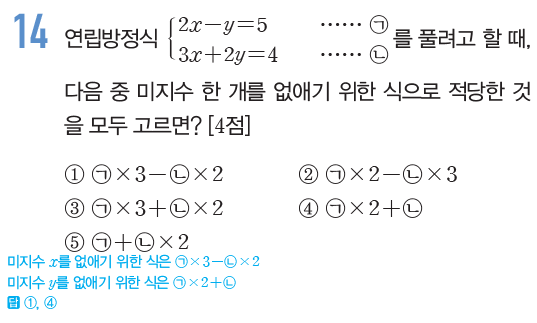 14 연립방정식 { 2x－y＝5 …… ㉠
3x＋2y＝4 …… ㉡ 를 풀려고 할 때,
다음 중 미지수 한 개를 없애기 위한 식으로 적당한 것
을 모두 고르면? [4점]
① ㉠×3－㉡×2 ② ㉠×2－㉡×3
③ ㉠×3＋㉡×2 ④ ㉠×2＋㉡
⑤ ㉠＋㉡×2
미지수 x를 없애기 위한 식은 ㉠×3－㉡×2
미지수 y를 없애기 위한 식은 ㉠×2＋㉡
답 ①, ④